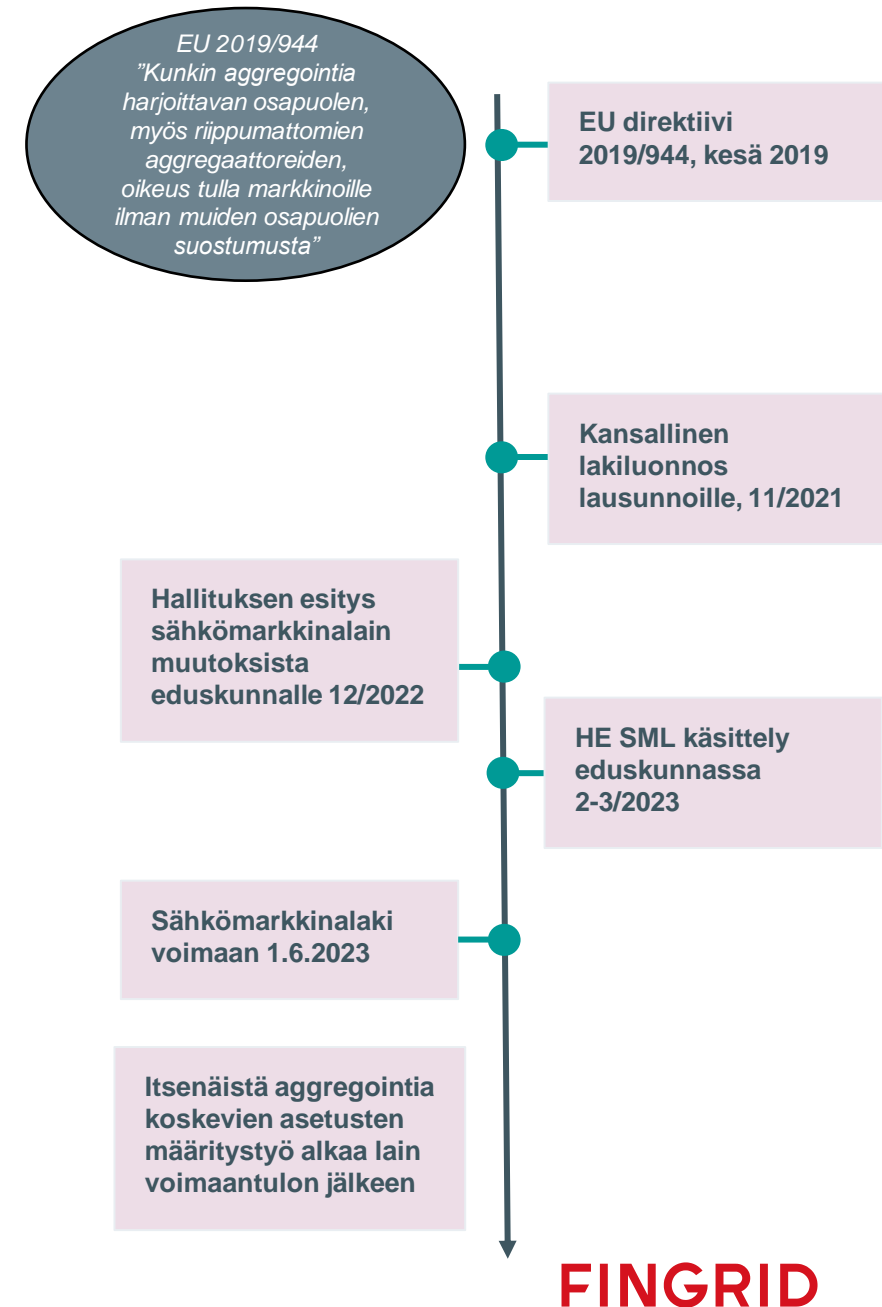 EU 2019/944
”Kunkin aggregointia
harjoittavan osapuolen,
myös riippumattomien
aggregaattoreiden,
oikeus tulla markkinoille
ilman muiden osapuolien
suostumusta”
EU direktiivi
2019/944, kesä 2019
Kansallinen
lakiluonnos
lausunnoille, 11/2021
Hallituksen esitys
sähkömarkkinalain
muutoksista
eduskunnalle 12/2022
HE SML käsittely
eduskunnassa
2-3/2023
Sähkömarkkinalaki
voimaan 1.6.2023
Itsenäistä aggregointia
koskevien asetusten
määritystyö alkaa lain
voimaantulon jälkeen
FINGRID